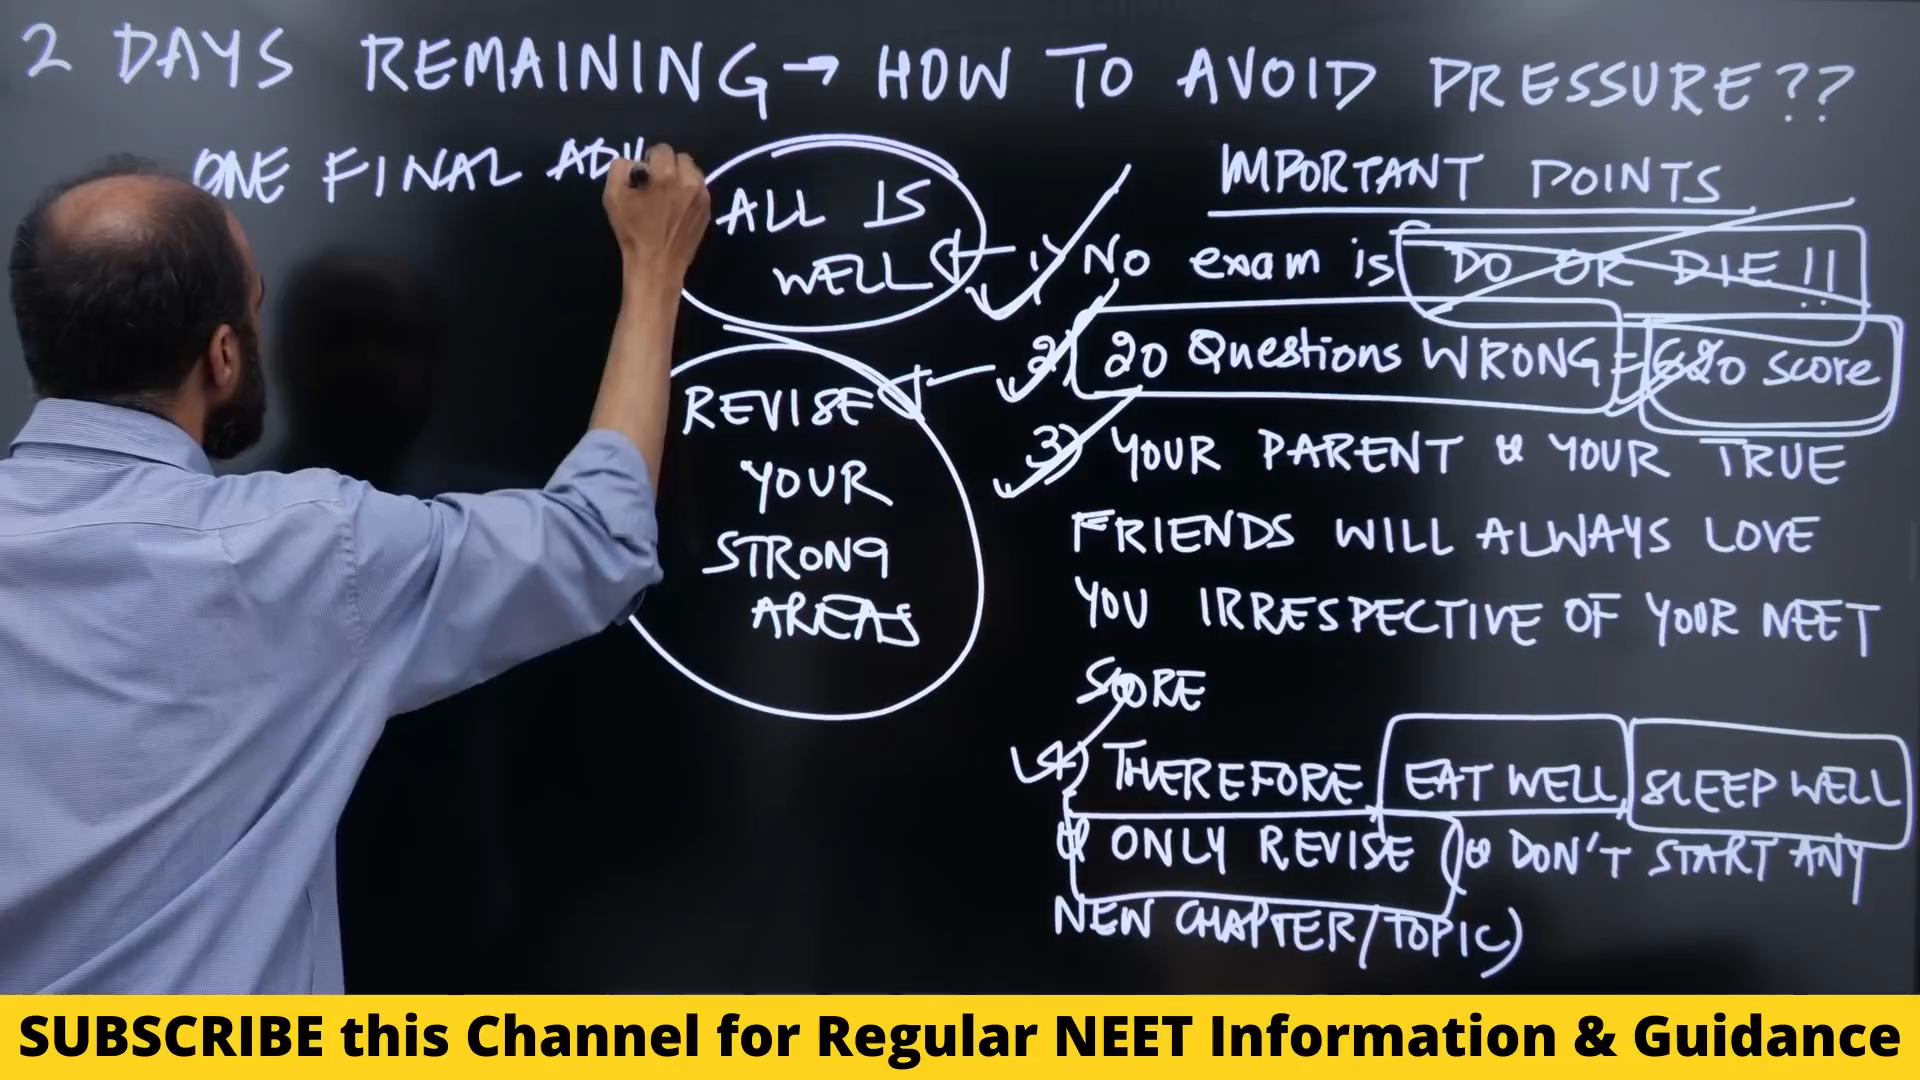 2 DAYS REMAINING → HOW TO AVOID PRESSURE??
ONE FINAL ADV
ALL IS
WELL
REVISE
YOUR
STRONG
AREAS
IMPORTANT POINTS
1) No exam is DO OR DIE!!
2) 20 Questions WRONG = 620 score
3) YOUR PARENT & YOUR TRUE
FRIENDS WILL ALWAYS LOVE
YOU IRRESPECTIVE OF YOUR NEET
SCORE
4) THEREFORE EAT WELL, SLEEP WELL
& ONLY REVISE (& DON'T START ANY
NEW CHAPTER/TOPIC)
SUBSCRIBE this Channel for Regular NEET Information & Guidance